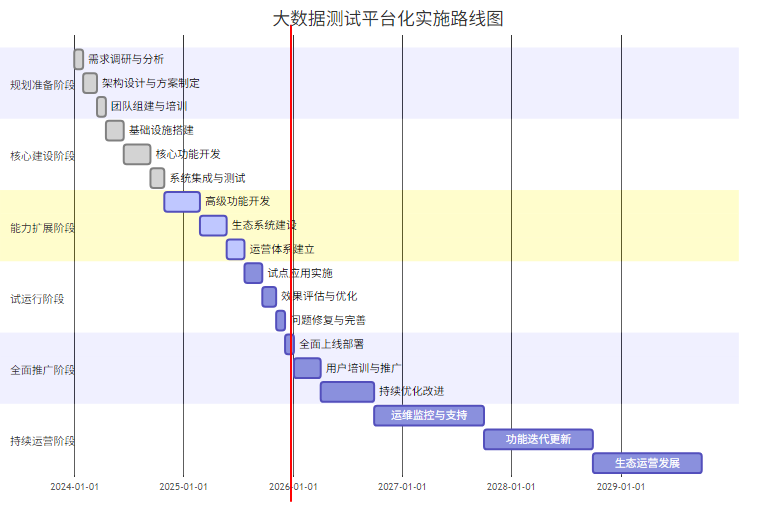 大数据测试平台化实施路线图
规划准备阶段
需求调研与分析
架构设计与方案制定
团队组建与培训
核心建设阶段
基础设施搭建
核心功能开发
系统集成与测试
能力扩展阶段
高级功能开发
生态系统建设
运营体系建立
试运行阶段
试点应用实施
效果评估与优化
问题修复与完善
全面推广阶段
全面上线部署
用户培训与推广
持续优化改进
持续运营阶段
运维监控与支持
功能迭代更新
生态运营发展
2024-01-01 2025-01-01 2026-01-01 2027-01-01 2028-01-01 2029-01-01